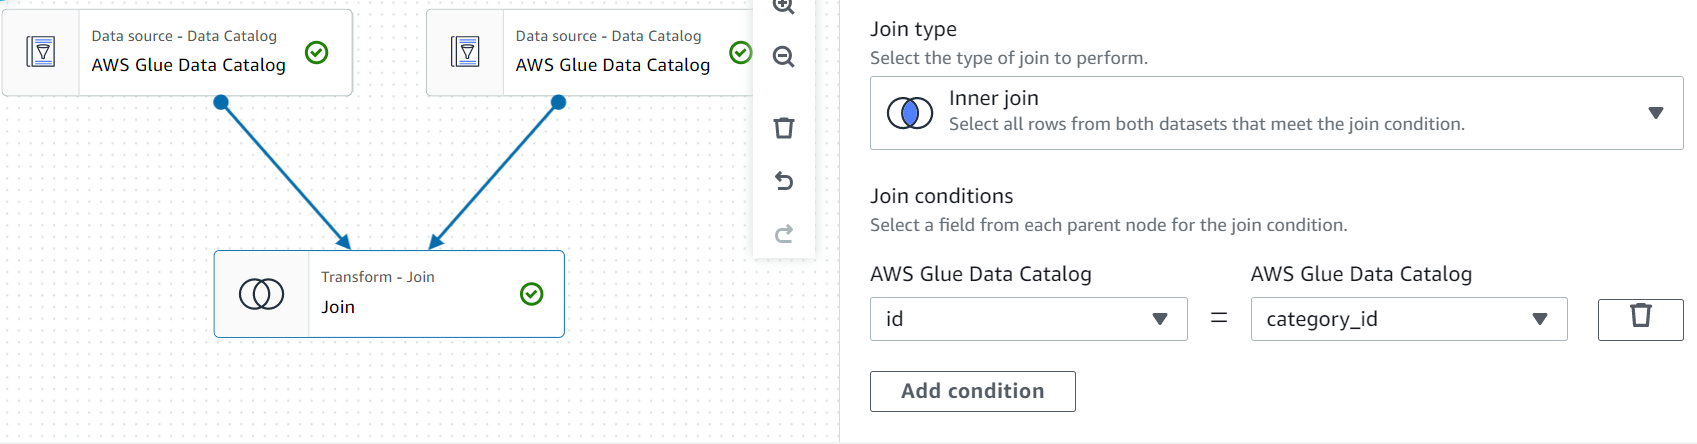 Data source - Data Catalog
AWS Glue Data Catalog
Data source - Data Catalog
AWS Glue Data Catalog
Transform - Join
Join
Join type
Select the type of join to perform.
Inner join
Select all rows from both datasets that meet the join condition.
Join conditions
Select a field from each parent node for the join condition.
AWS Glue Data Catalog
AWS Glue Data Catalog
id
=
category_id
Add condition